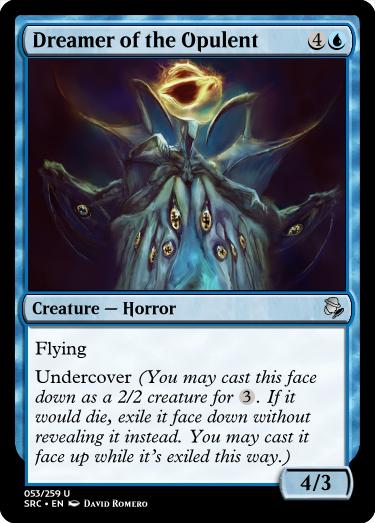 Dreamer of the Opulent 4
Creature — Horror
Flying
Undercover (You may cast this face
down as a 2/2 creature for 3. If it
would die, exile it face down without
revealing it instead. You may cast it
face up while it's exiled this way.)
4/3
053/259 U
SRC • EN David Romero